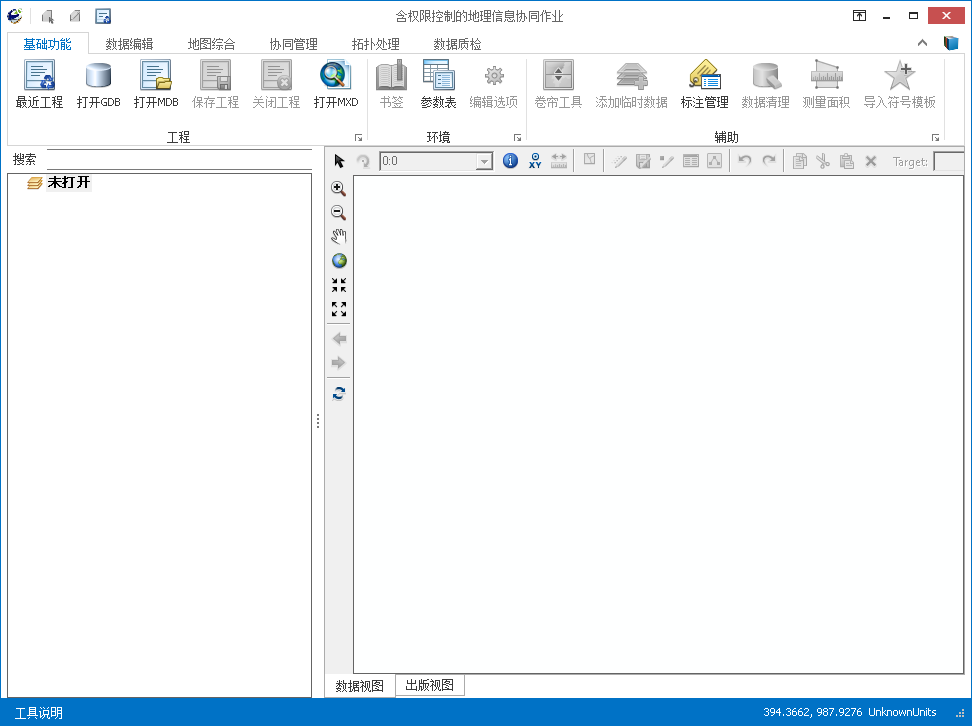 含权限控制的地理信息协同作业
基础功能 数据编辑 地图综合 协同管理 拓扑处理 数据质检
最近工程 打开GDB 打开MDB 保存工程 关闭工程 打开MXD 书签 参数表 编辑选项 卷帘工具 添加临时数据 标注管理 数据清理 测量面积 导入符号模板
工程 环境 辅助
搜索
0:0 XY Target:
未打开
数据视图 出版视图
工具说明 394.3662, 987.9276 UnknownUnits